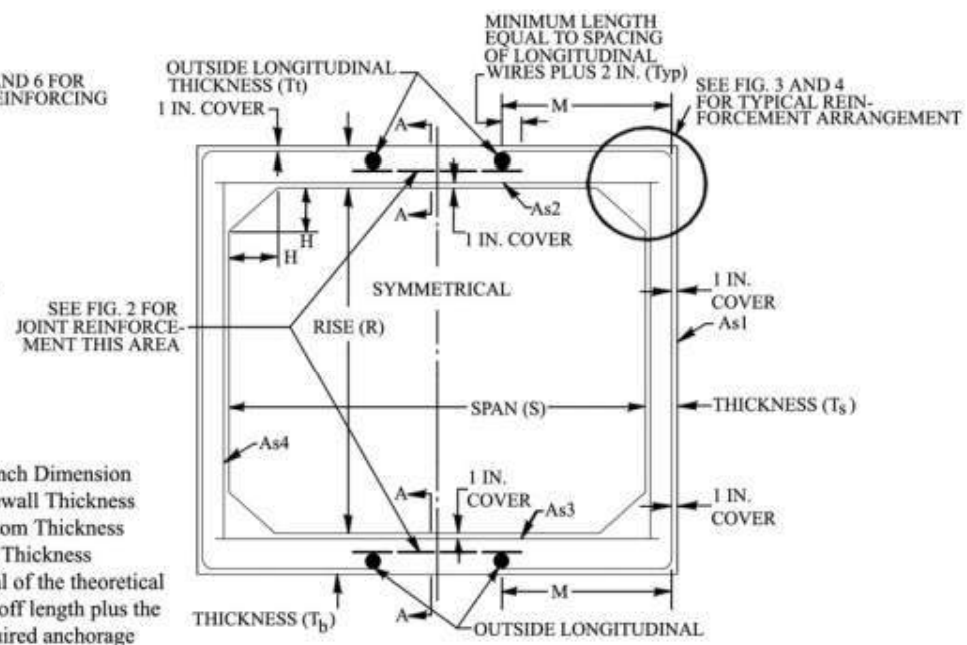 AND 6 FOR
EINFORCING
OUTSIDE LONGITUDINAL
THICKNESS (Tt)
1 IN. COVER
MINIMUM LENGTH
EQUAL TO SPACING
OF LONGITUDINAL
WIRES PLUS 2 IN. (Typ)
M
SEE FIG. 3 AND 4
FOR TYPICAL REIN-
FORCEMENT ARRANGEMENT
A
A
As2
1 IN. COVER
H
H
SYMMETRICAL
1 IN.
COVER
As1
SEE FIG. 2 FOR
JOINT REINFORCE-
MENT THIS AREA
RISE (R)
SPAN (S)
THICKNESS (Ts)
As4
1 IN.
COVER
A
As3
1 IN.
COVER
nch Dimension
ewall Thickness
om Thickness
Thickness
al of the theoretical
off length plus the
uired anchorage
THICKNESS (Tb)
A
M
OUTSIDE LONGITUDINAL